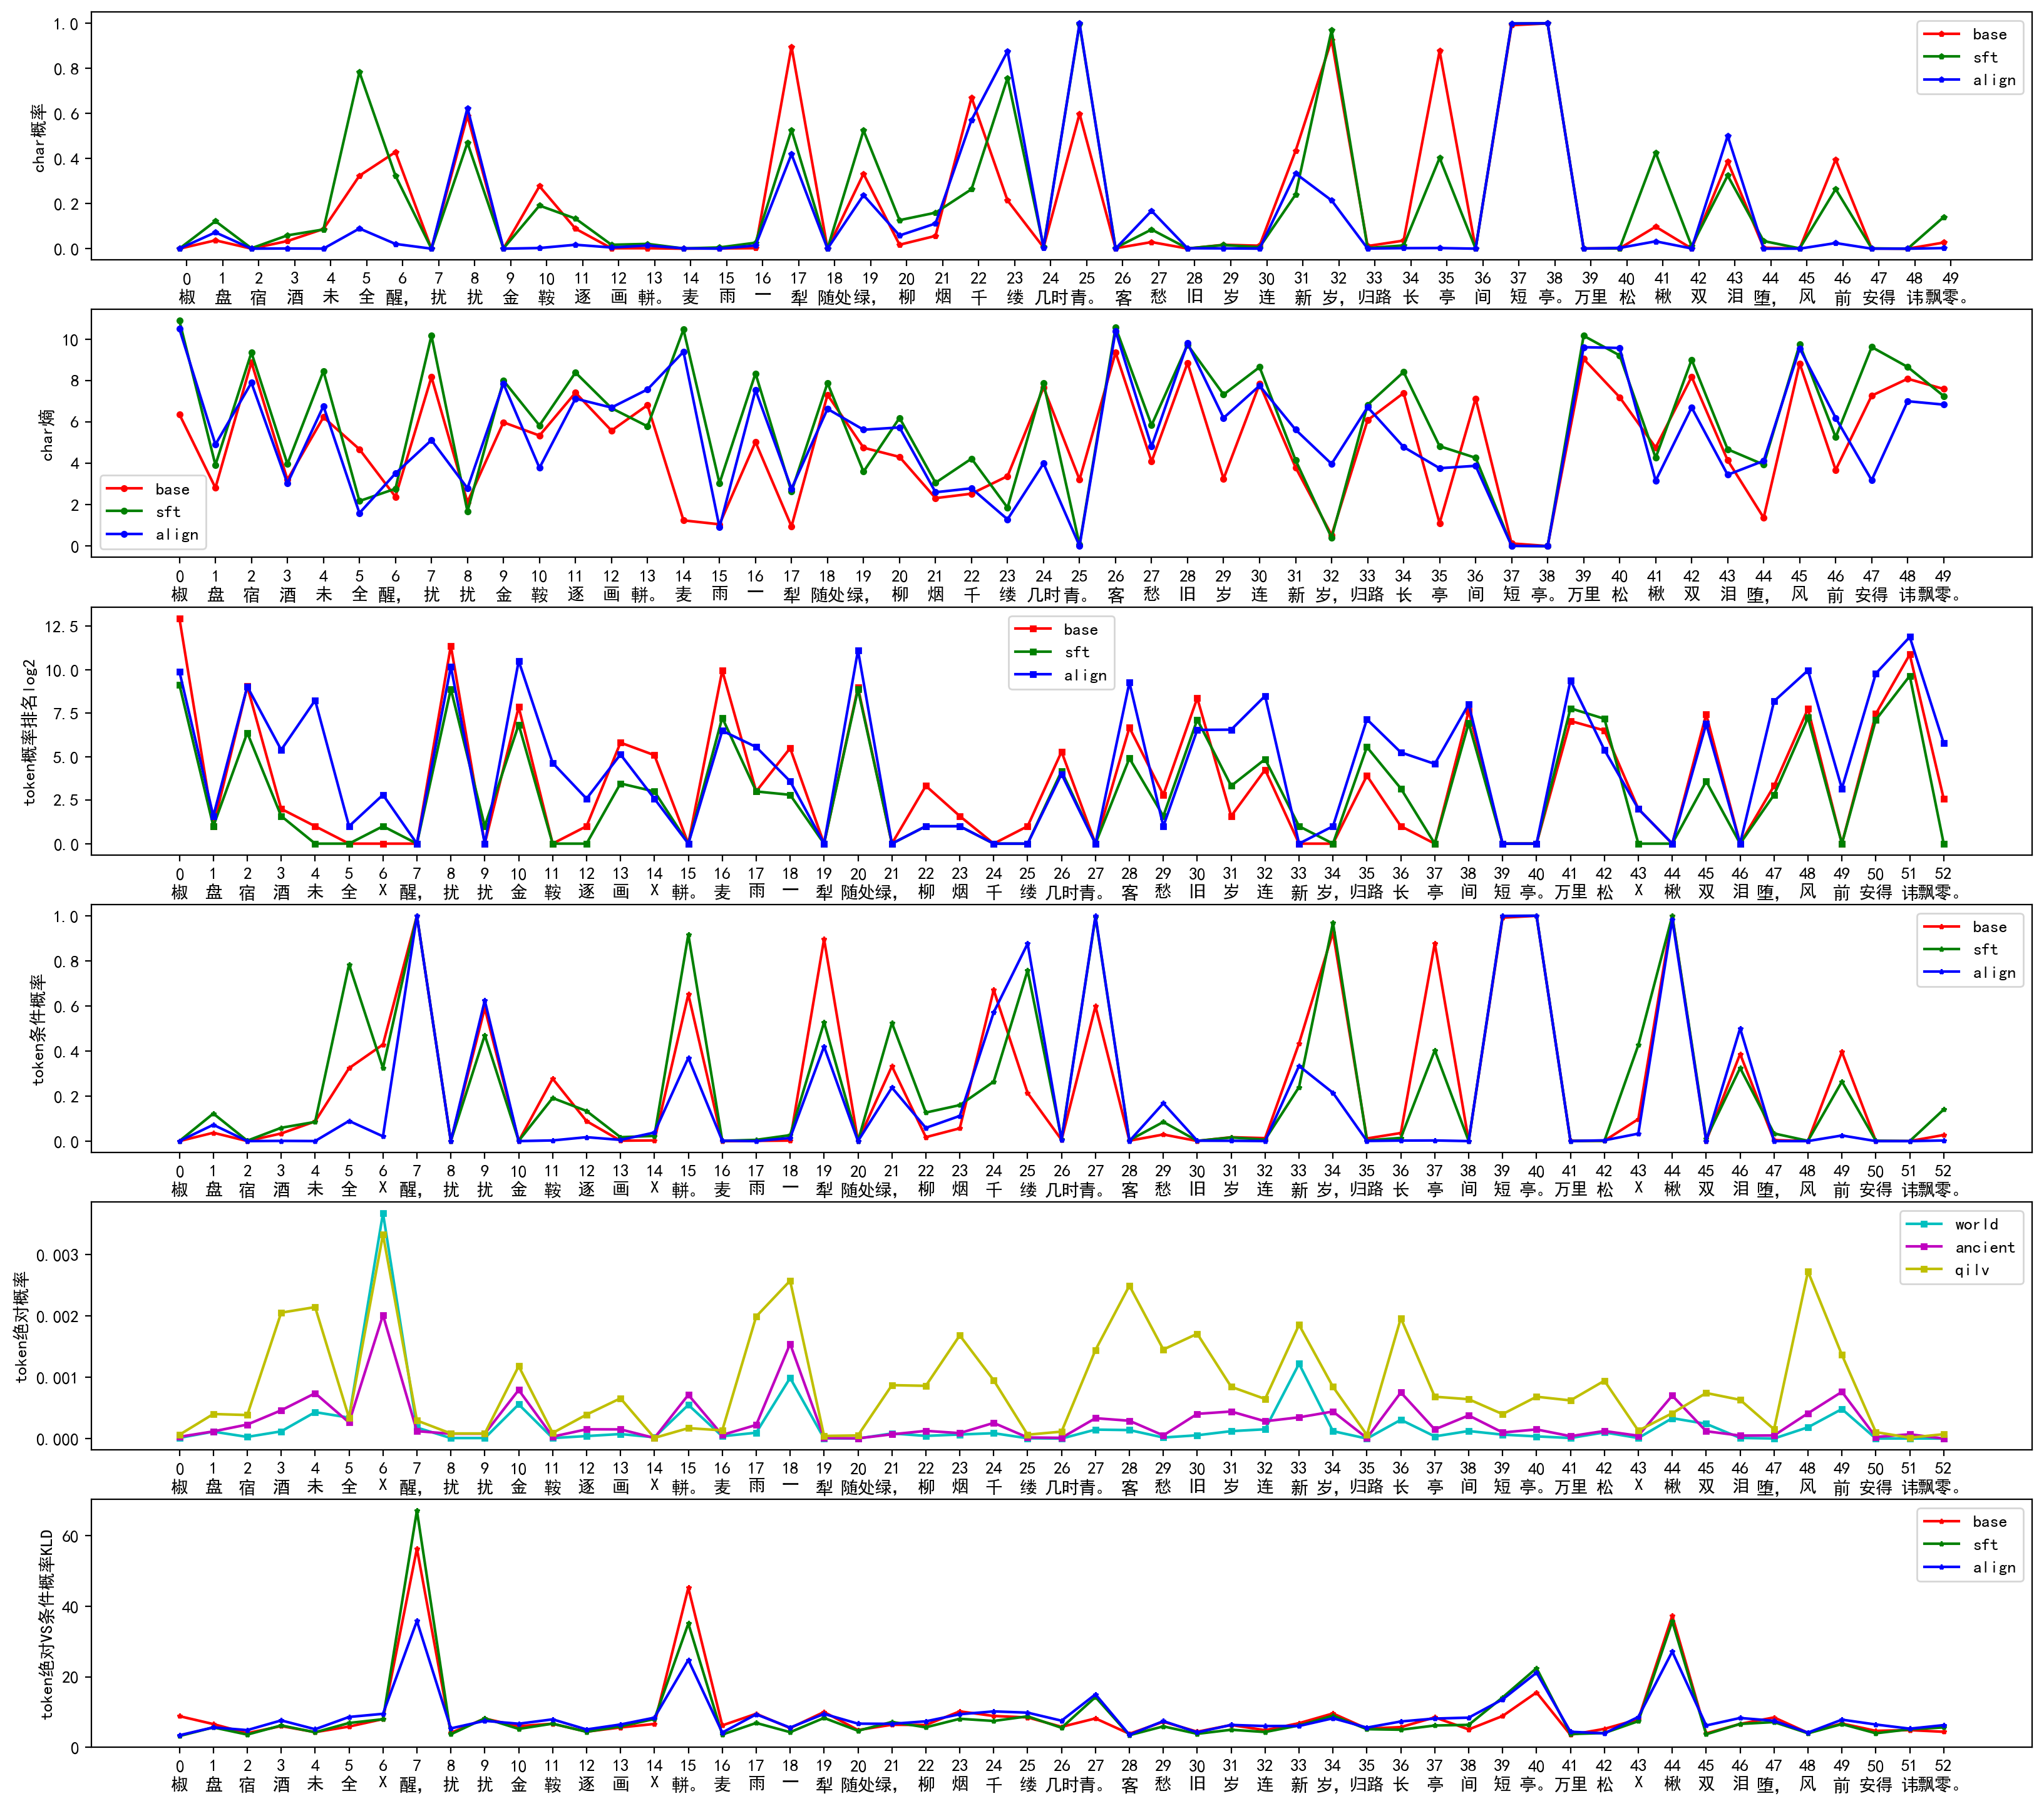 char概率
1.0
0.8
0.6
0.4
0.2
0.0
base
sft
align
0 1 2 3 4 5 6 7 8 9 10 11 12 13 14 15 16 17 18 19 20 21 22 23 24 25 26 27 28 29 30 31 32 33 34 35 36 37 38 39 40 41 42 43 44 45 46 47 48 49
椒 盘 宿 酒 未 全 醒， 扰 扰 金 鞍 逐 画 軿。 麦 雨 一 犁 随处 绿， 柳 烟 千 缕 几时 青。 客 愁 旧 岁 连 新 岁， 归路 长 亭 间 短 亭。 万里 松 楸 双 泪 堕， 风 前 安得 讳 飘零。
char熵
10
8
6
4
2
0
base
sft
align
0 1 2 3 4 5 6 7 8 9 10 11 12 13 14 15 16 17 18 19 20 21 22 23 24 25 26 27 28 29 30 31 32 33 34 35 36 37 38 39 40 41 42 43 44 45 46 47 48 49
椒 盘 宿 酒 未 全 醒， 扰 扰 金 鞍 逐 画 軿。 麦 雨 一 犁 随处 绿， 柳 烟 千 缕 几时 青。 客 愁 旧 岁 连 新 岁， 归路 长 亭 间 短 亭。 万里 松 楸 双 泪 堕， 风 前 安得 讳 飘零。
token概率排名log2
12.5
10.0
7.5
5.0
2.5
0.0
base
sft
align
0 1 2 3 4 5 6 7 8 9 10 11 12 13 14 15 16 17 18 19 20 21 22 23 24 25 26 27 28 29 30 31 32 33 34 35 36 37 38 39 40 41 42 43 44 45 46 47 48 49 50 51 52
椒 盘 宿 酒 未 全 X 醒， 扰 扰 金 鞍 逐 画 X 軿。 麦 雨 一 犁 随处 绿， 柳 烟 千 缕 几时 青。 客 愁 旧 岁 连 新 岁， 归路 长 亭 间 短 亭。 万里 松 X 楸 双 泪 堕， 风 前 安得 讳 飘零。
token条件概率
1.0
0.8
0.6
0.4
0.2
0.0
base
sft
align
0 1 2 3 4 5 6 7 8 9 10 11 12 13 14 15 16 17 18 19 20 21 22 23 24 25 26 27 28 29 30 31 32 33 34 35 36 37 38 39 40 41 42 43 44 45 46 47 48 49 50 51 52
椒 盘 宿 酒 未 全 X 醒， 扰 扰 金 鞍 逐 画 X 軿。 麦 雨 一 犁 随处 绿， 柳 烟 千 缕 几时 青。 客 愁 旧 岁 连 新 岁， 归路 长 亭 间 短 亭。 万里 松 X 楸 双 泪 堕， 风 前 安得 讳 飘零。
token绝对概率
0.003
0.002
0.001
0.000
world
ancient
qilv
0 1 2 3 4 5 6 7 8 9 10 11 12 13 14 15 16 17 18 19 20 21 22 23 24 25 26 27 28 29 30 31 32 33 34 35 36 37 38 39 40 41 42 43 44 45 46 47 48 49 50 51 52
椒 盘 宿 酒 未 全 X 醒， 扰 扰 金 鞍 逐 画 X 軿。 麦 雨 一 犁 随处 绿， 柳 烟 千 缕 几时 青。 客 愁 旧 岁 连 新 岁， 归路 长 亭 间 短 亭。 万里 松 X 楸 双 泪 堕， 风 前 安得 讳 飘零。
token绝对VS条件概率KLD
60
40
20
0
base
sft
align
0 1 2 3 4 5 6 7 8 9 10 11 12 13 14 15 16 17 18 19 20 21 22 23 24 25 26 27 28 29 30 31 32 33 34 35 36 37 38 39 40 41 42 43 44 45 46 47 48 49 50 51 52
椒 盘 宿 酒 未 全 X 醒， 扰 扰 金 鞍 逐 画 X 軿。 麦 雨 一 犁 随处 绿， 柳 烟 千 缕 几时 青。 客 愁 旧 岁 连 新 岁， 归路 长 亭 间 短 亭。 万里 松 X 楸 双 泪 堕， 风 前 安得 讳 飘零。